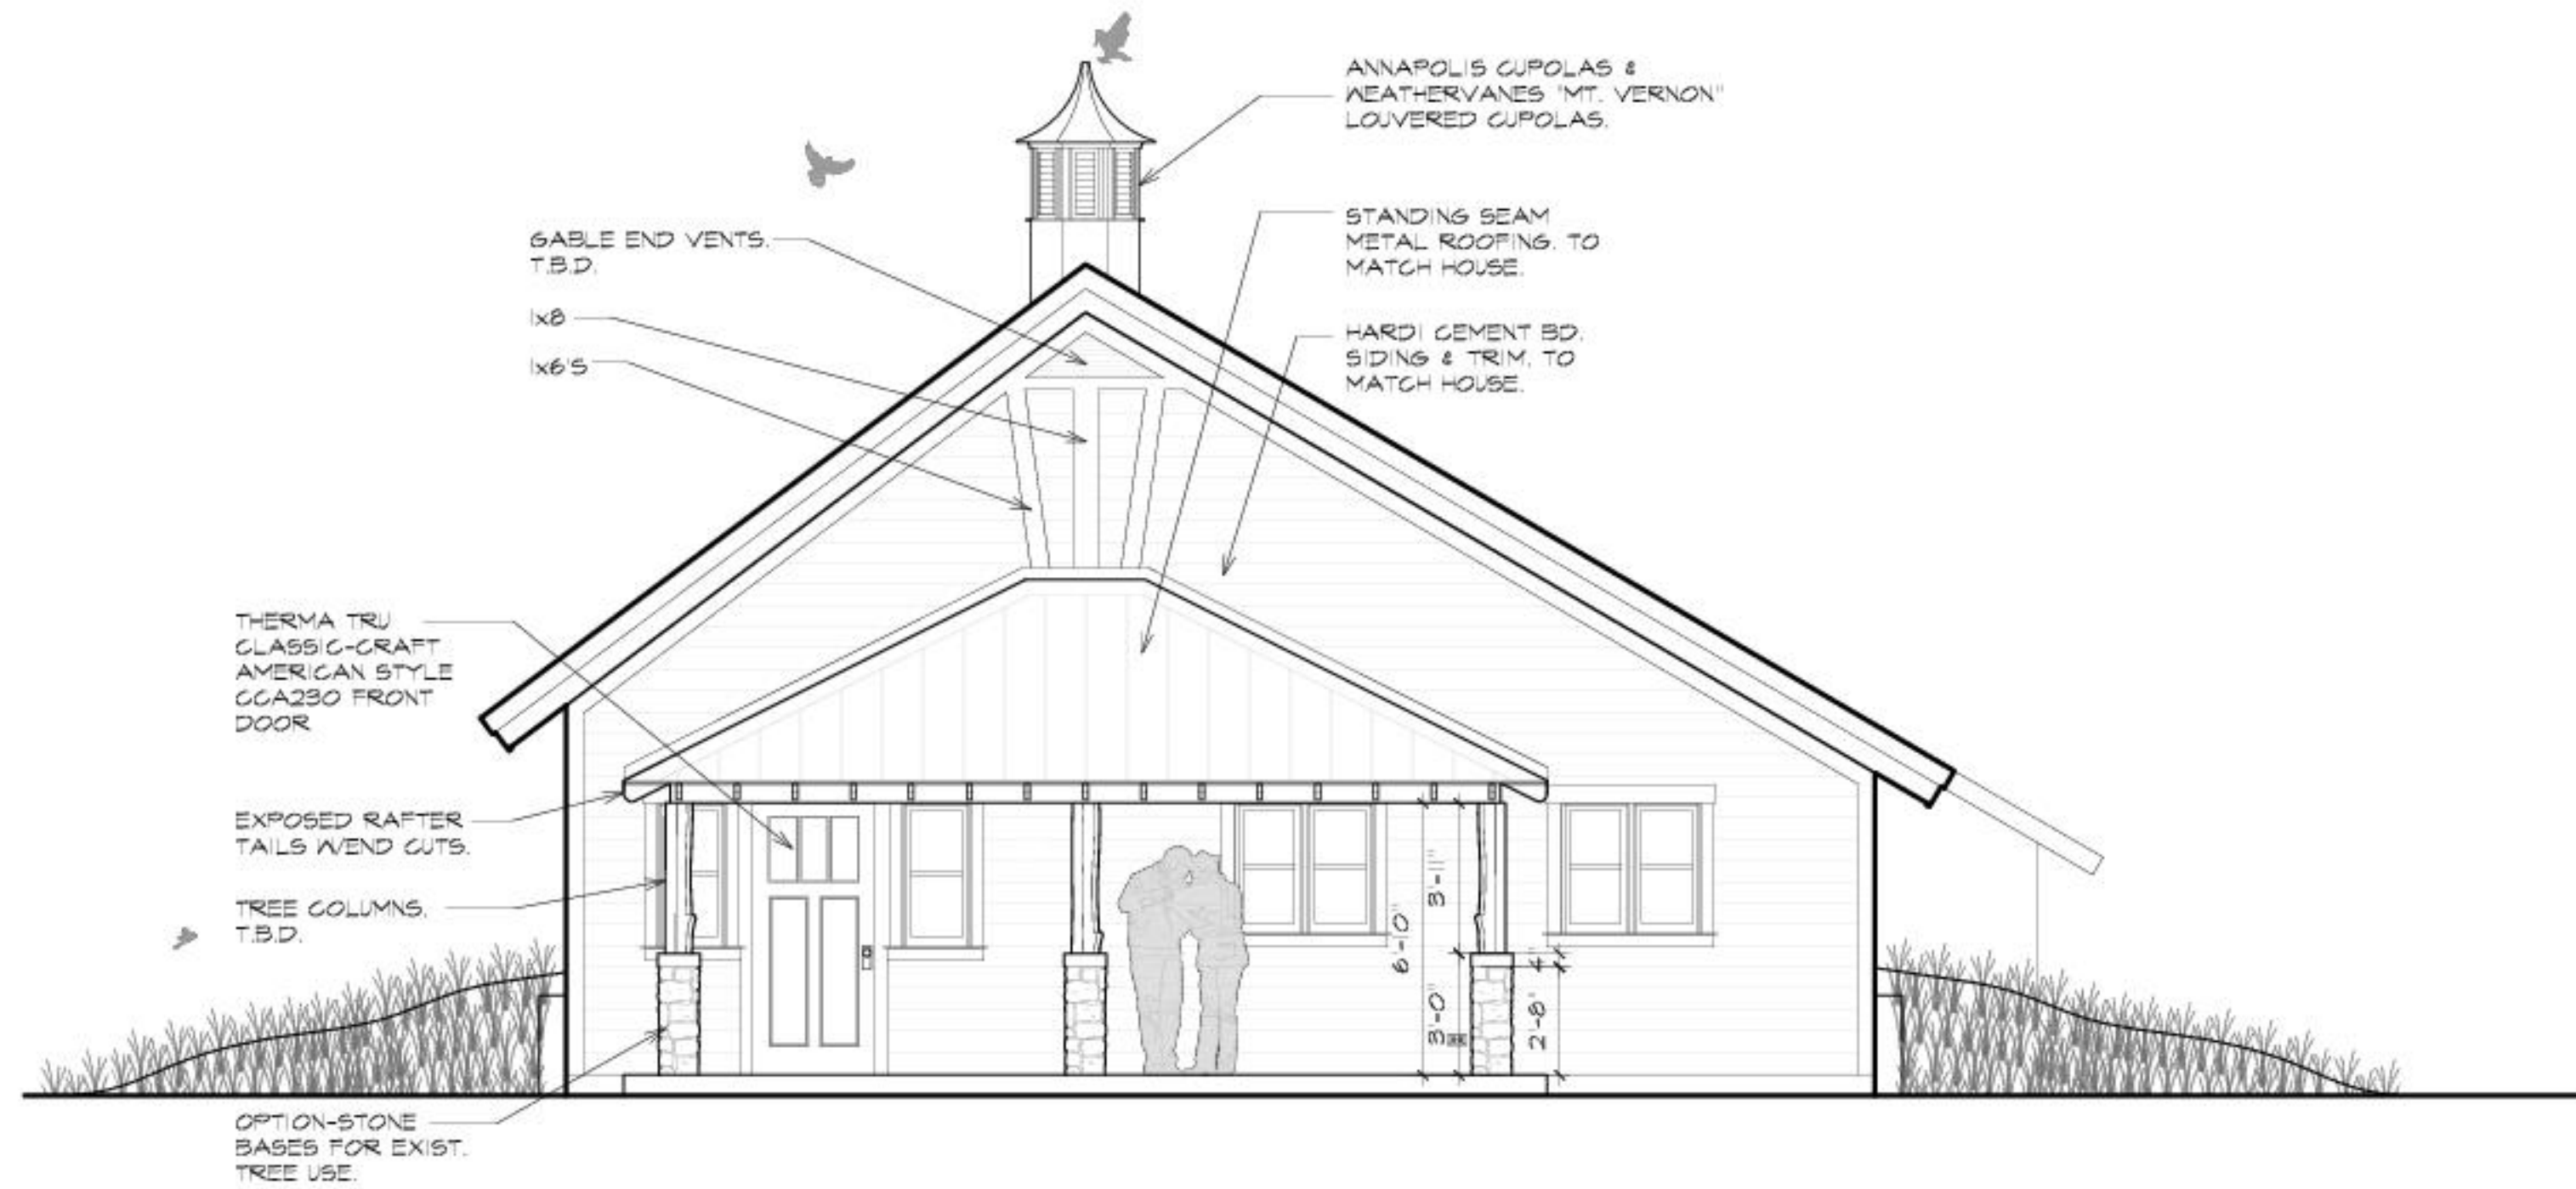 ANNAPOLIS CUPOLAS &
WEATHERVANES "MT. VERNON"
LOUVERED CUPOLAS.
GABLE END VENTS.
T.B.D.
1x8
1x6'S
STANDING SEAM
METAL ROOFING. TO
MATCH HOUSE.
HARDI CEMENT BD.
SIDING & TRIM. TO
MATCH HOUSE.
THERMA TRU
CLASSIC-CRAFT
AMERICAN STYLE
CCA230 FRONT
DOOR
EXPOSED RAFTER
TAILS W/END CUTS.
TREE COLUMNS.
T.B.D.
OPTION-STONE
BASES FOR EXIST.
TREE USE.
6'-10"
3'-11"
3'-0"
4"
2'-8"